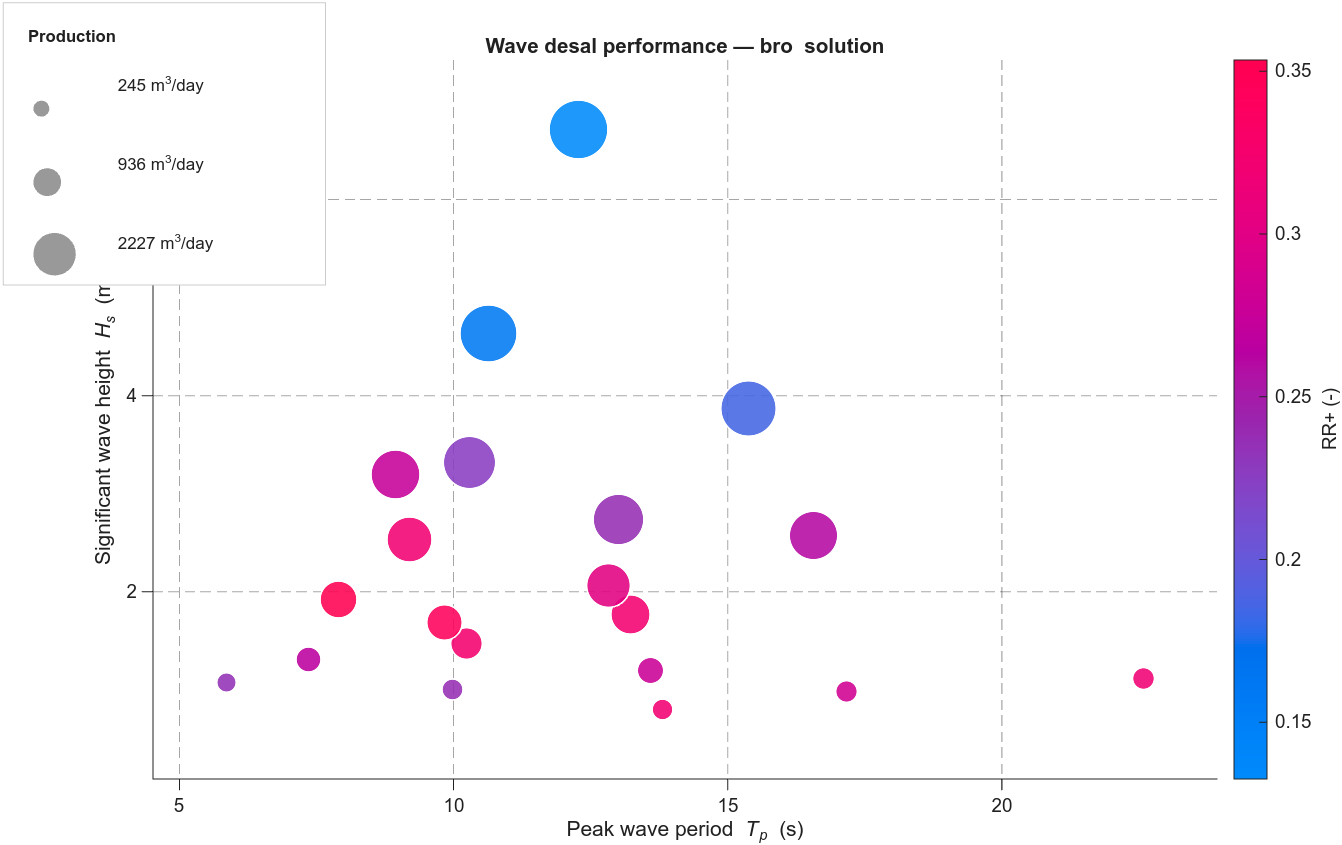 Production
245 m³/day
936 m³/day
2227 m³/day
Wave desal performance — bro solution
Significant wave height H_s (m
4
2
5
10
15
20
Peak wave period T_p (s)
0.35
0.3
0.25
0.2
0.15
RR+ (-)